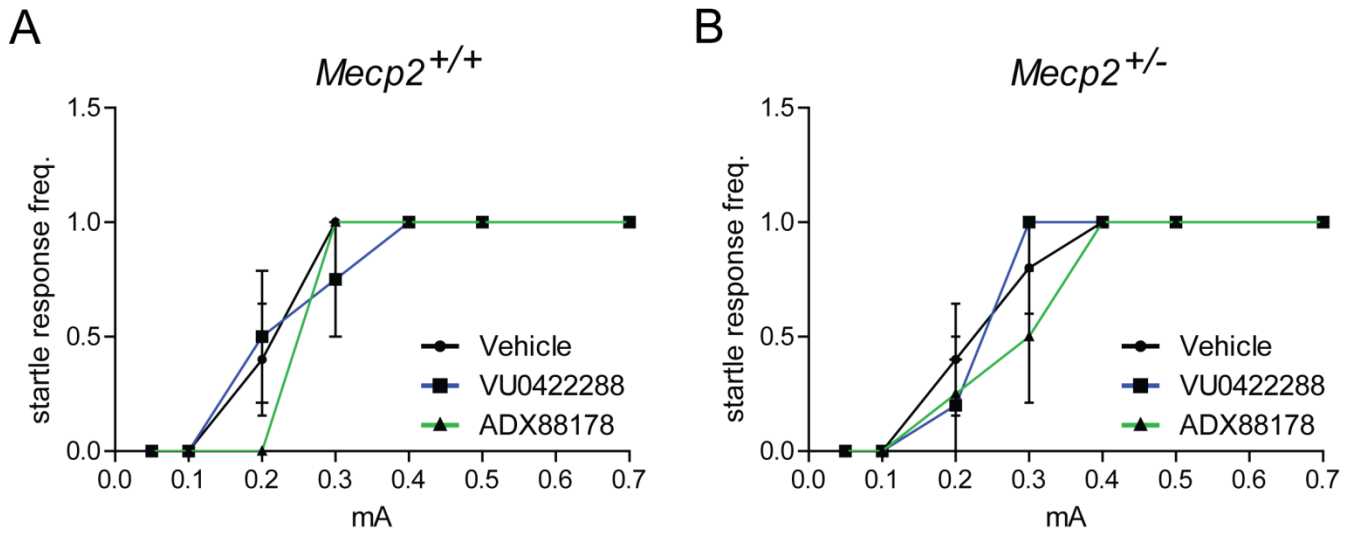 A
Mecp2+/+
startle response freq.
1.5
1.0
0.5
0.0
0.0 0.1 0.2 0.3 0.4 0.5 0.6 0.7
mA
Vehicle
VU0422288
ADX88178
B
Mecp2+/-
startle response freq.
1.5
1.0
0.5
0.0
0.0 0.1 0.2 0.3 0.4 0.5 0.6 0.7
mA
Vehicle
VU0422288
ADX88178